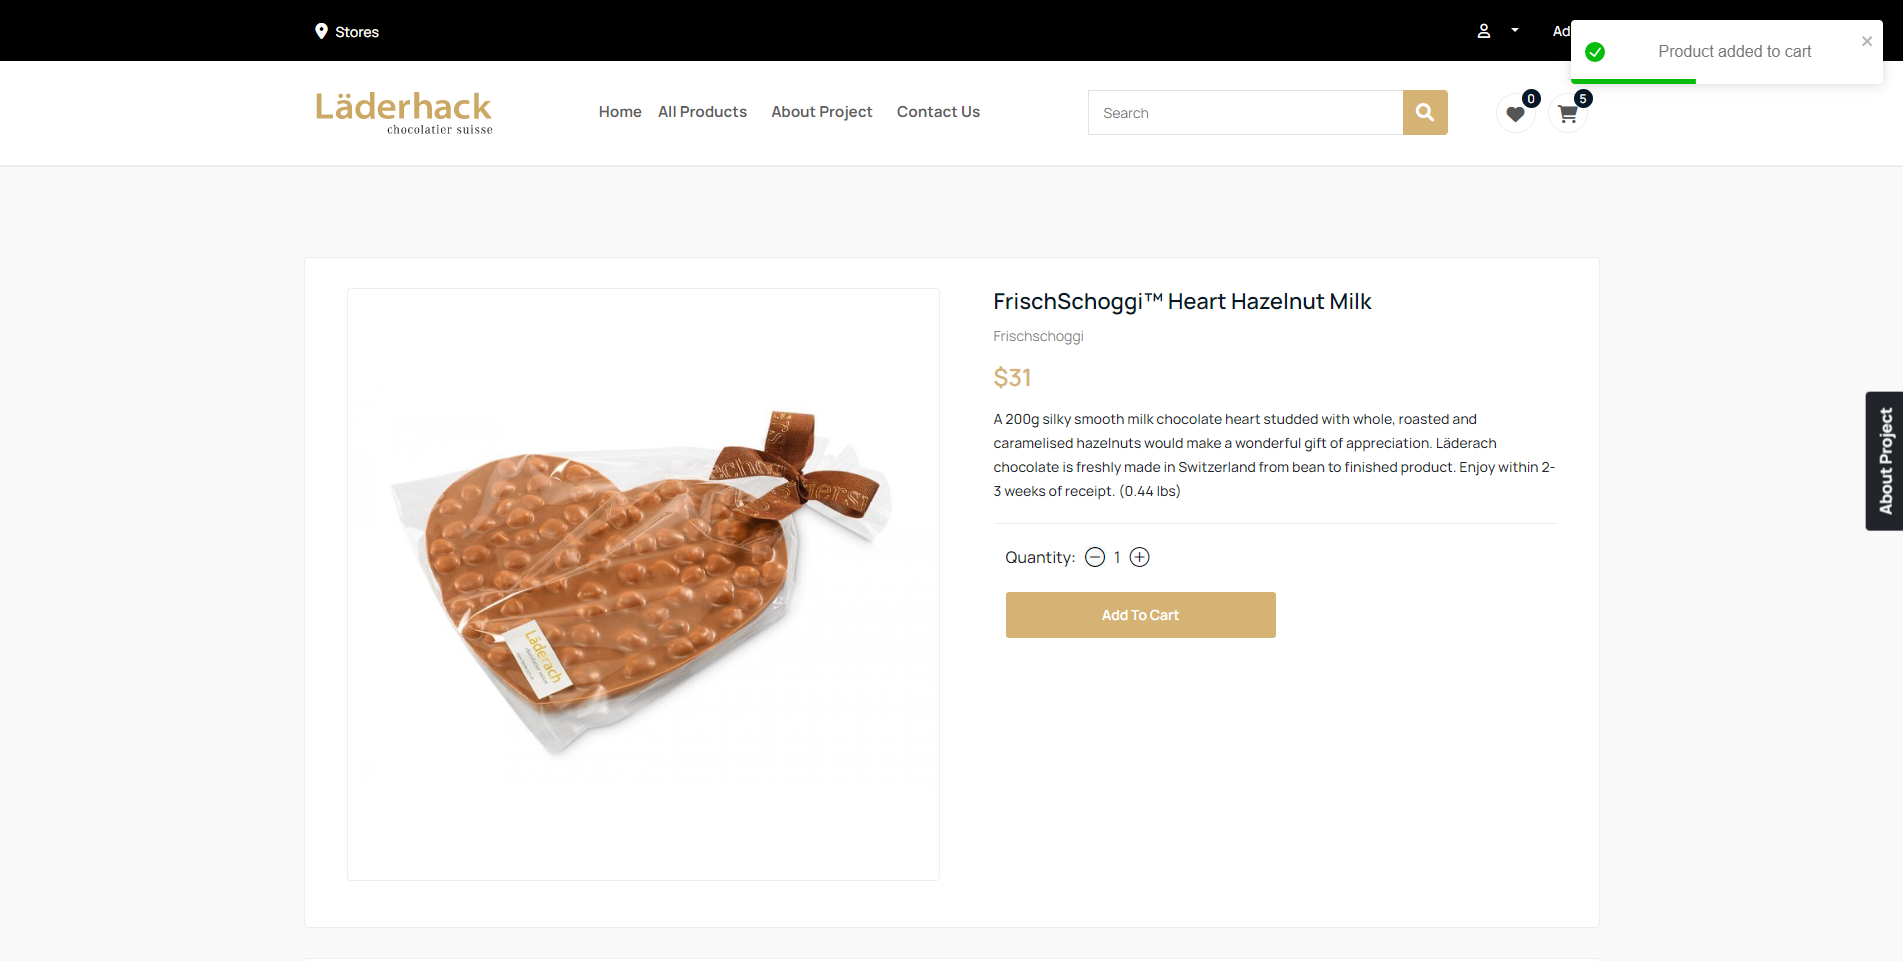 Stores
Ad
Product added to cart
Läderhack
chocolatier suisse
Home
All Products
About Project
Contact Us
Search
0
5
FrischSchoggi™ Heart Hazelnut Milk
Frischschoggi
$31
A 200g silky smooth milk chocolate heart studded with whole, roasted and
caramelised hazelnuts would make a wonderful gift of appreciation. Läderach
chocolate is freshly made in Switzerland from bean to finished product. Enjoy within 2-
3 weeks of receipt. (0.44 lbs)
Quantity: 1
Add To Cart
Läderach
About Project